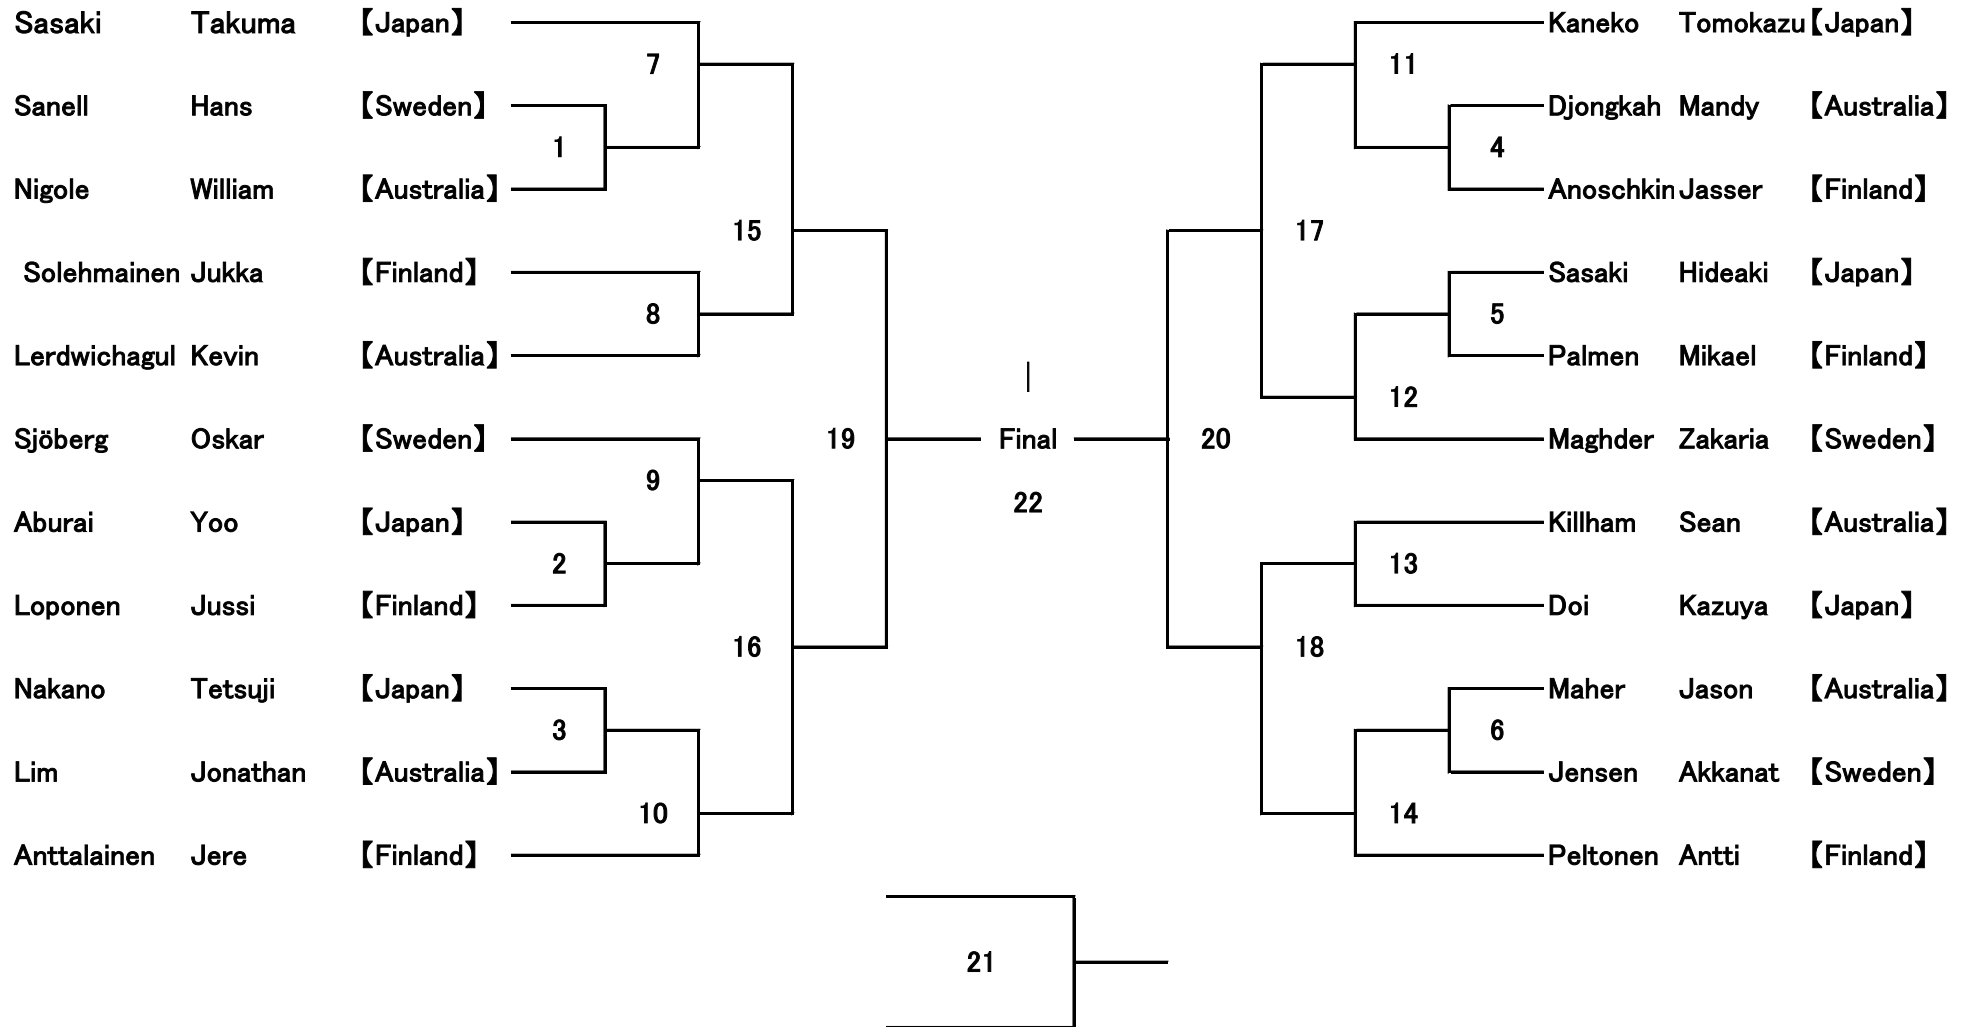 Sasaki Takuma 【Japan】 Kaneko Tomokazu【Japan】
7 11
Sanell Hans 【Sweden】 Djongkah Mandy 【Australia】
1 4
Nigole William 【Australia】 Anoschkin Jasser 【Finland】
15 17
Solehmainen Jukka 【Finland】 Sasaki Hideaki 【Japan】
8 5
Lerdwichagul Kevin 【Australia】 Palmen Mikael 【Finland】
12
Sjöberg Oskar 【Sweden】 19 Final 20 Maghder Zakaria 【Sweden】
9
22
Aburai Yoo 【Japan】 Killham Sean 【Australia】
2 13
Loponen Jussi 【Finland】 Doi Kazuya 【Japan】
16 18
Nakano Tetsuji 【Japan】 Maher Jason 【Australia】
3 6
Lim Jonathan 【Australia】 Jensen Akkanat 【Sweden】
10 14
Anttalainen Jere 【Finland】 Peltonen Antti 【Finland】
21